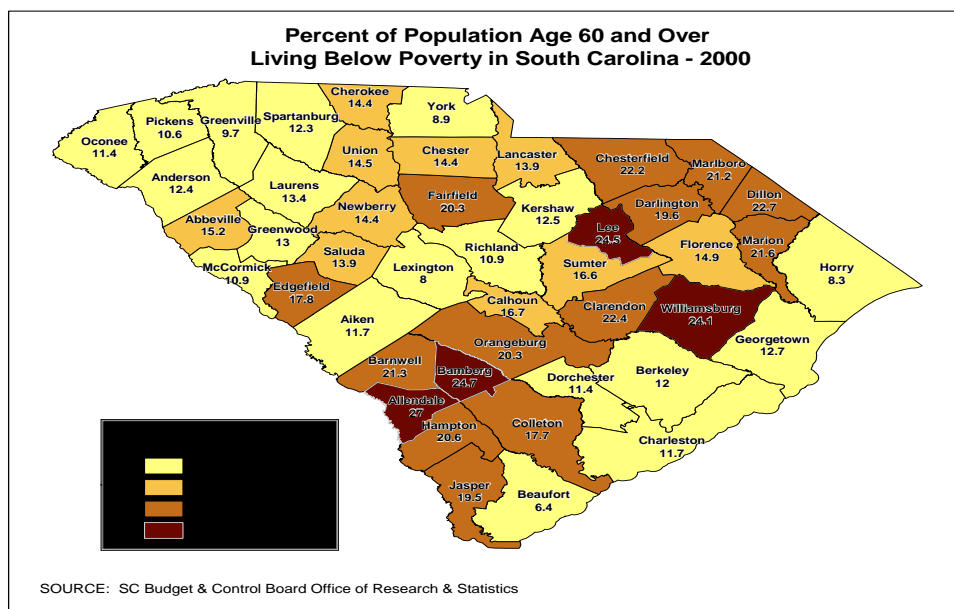 Percent of Population Age 60 and Over
Living Below Poverty in South Carolina - 2000
Cherokee
14.4
York
8.9
Pickens
10.6
Greenville
9.7
Spartanburg
12.3
Oconee
11.4
Union
14.5
Chester
14.4
Lancaster
13.9
Chesterfield
22.2
Marlboro
21.2
Anderson
12.4
Laurens
13.4
Fairfield
20.3
Kershaw
12.5
Darlington
19.6
Dillon
22.7
Abbeville
15.2
Greenwood
13
Newberry
14.4
Lee
24.5
Saluda
13.9
Richland
10.9
Florence
14.9
Marion
21.6
McCormick
10.9
Lexington
8
Sumter
16.6
Horry
8.3
Edgefield
17.8
Calhoun
16.7
Clarendon
22.4
Williamsburg
24.1
Aiken
11.7
Orangeburg
20.3
Georgetown
12.7
Barnwell
21.3
Bamberg
24.7
Dorchester
11.4
Berkeley
12
Allendale
27
Hampton
20.6
Colleton
17.7
Charleston
11.7
Jasper
19.5
Beaufort
6.4
SOURCE: SC Budget & Control Board Office of Research & Statistics